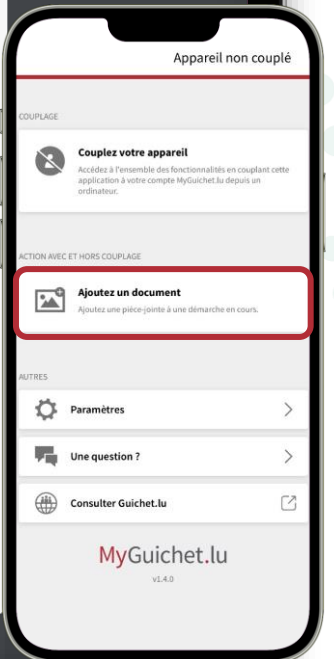 Appareil non couplé
COUPLAGE
Couplez votre appareil
Accédez à l'ensemble des fonctionnalités en couplant cette
application à votre compte MyGuichet.lu depuis un
ordinateur.
ACTION AVEC ET HORS COUPLAGE
Ajoutez un document
Ajoutez une pièce-jointe à une démarche en cours.
AUTRES
Paramètres
Une question ?
Consulter Guichet.lu
MyGuichet.lu
v1.4.0